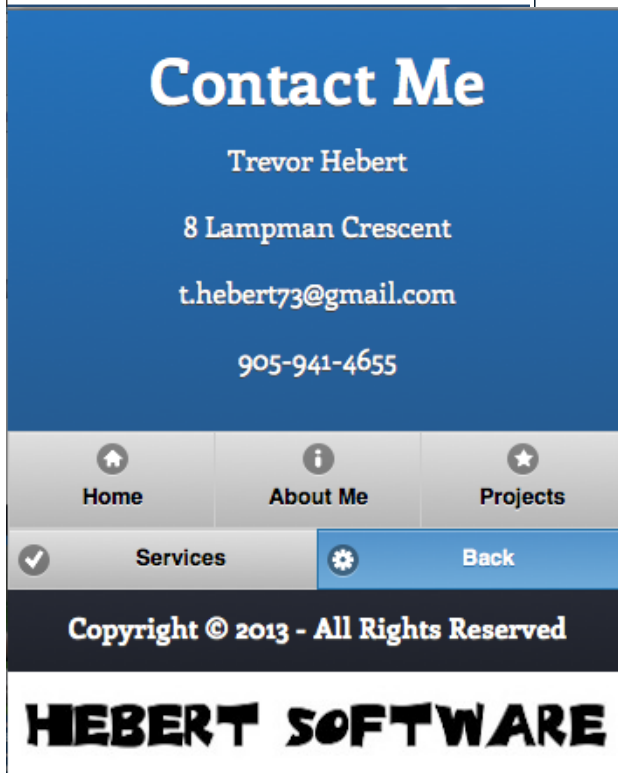 Contact Me
Trevor Hebert
8 Lampman Crescent
t.hebert73@gmail.com
905-941-4655
Home About Me Projects
Services Back
Copyright © 2013 - All Rights Reserved
HEBERT SOFTWARE